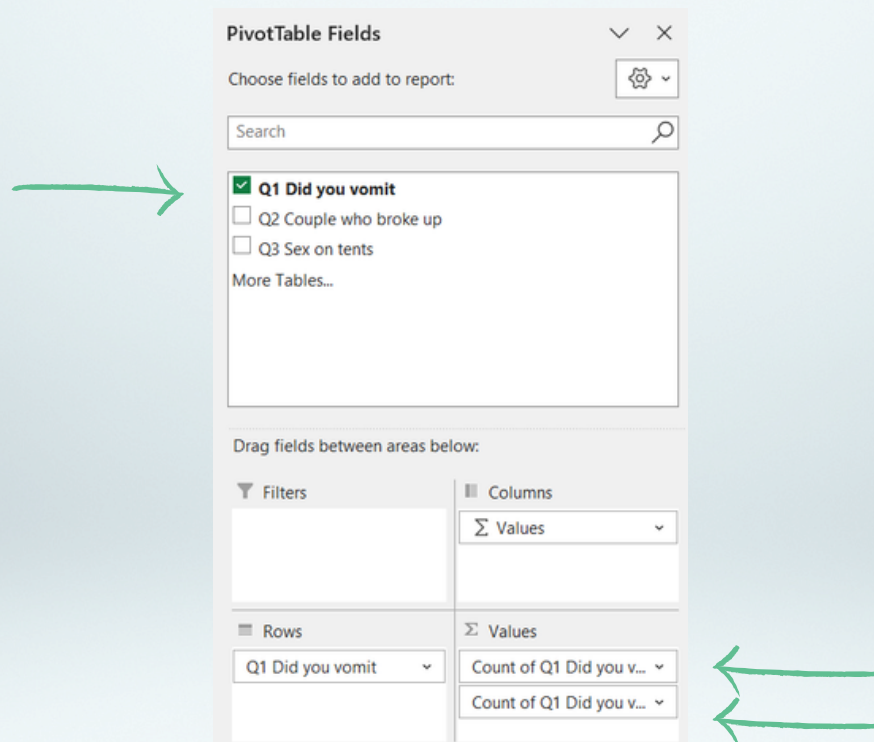 PivotTable Fields
Choose fields to add to report:
Search
Q1 Did you vomit
Q2 Couple who broke up
Q3 Sex on tents
More Tables...
Drag fields between areas below:
Filters
Columns
Σ Values
Rows
Σ Values
Q1 Did you vomit
Count of Q1 Did you v...
Count of Q1 Did you v...